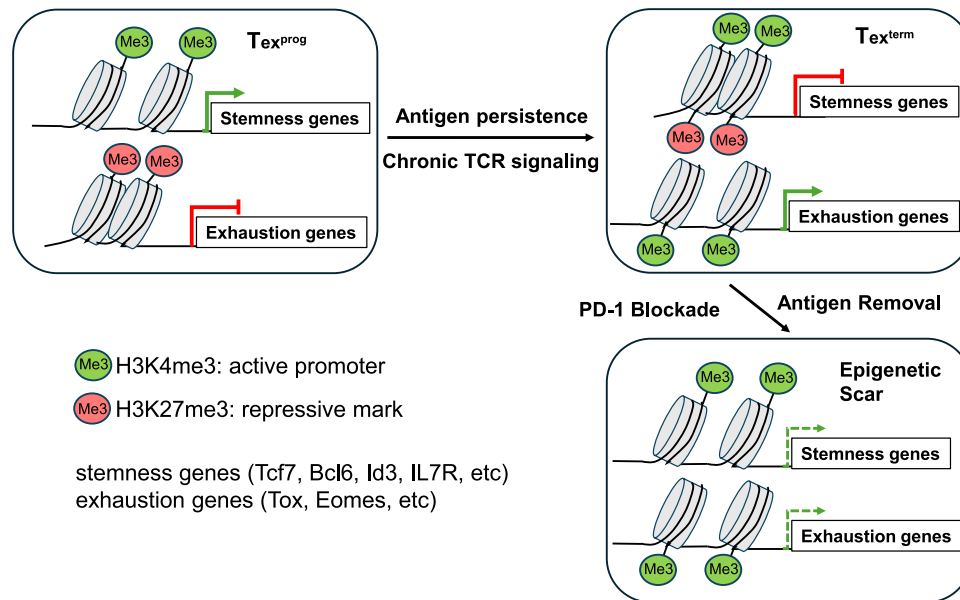 Me3
Me3
Tex^prog
Stemness genes
Me3
Me3
Exhaustion genes
Antigen persistence
Chronic TCR signaling
Me3
Me3
Tex^term
Stemness genes
Me3
Me3
Exhaustion genes
Me3
Me3
PD-1 Blockade
Antigen Removal
Me3 H3K4me3: active promoter
Me3 H3K27me3: repressive mark
stemness genes (Tcf7, Bcl6, Id3, IL7R, etc)
exhaustion genes (Tox, Eomes, etc)
Me3
Me3
Epigenetic
Scar
Stemness genes
Exhaustion genes
Me3
Me3